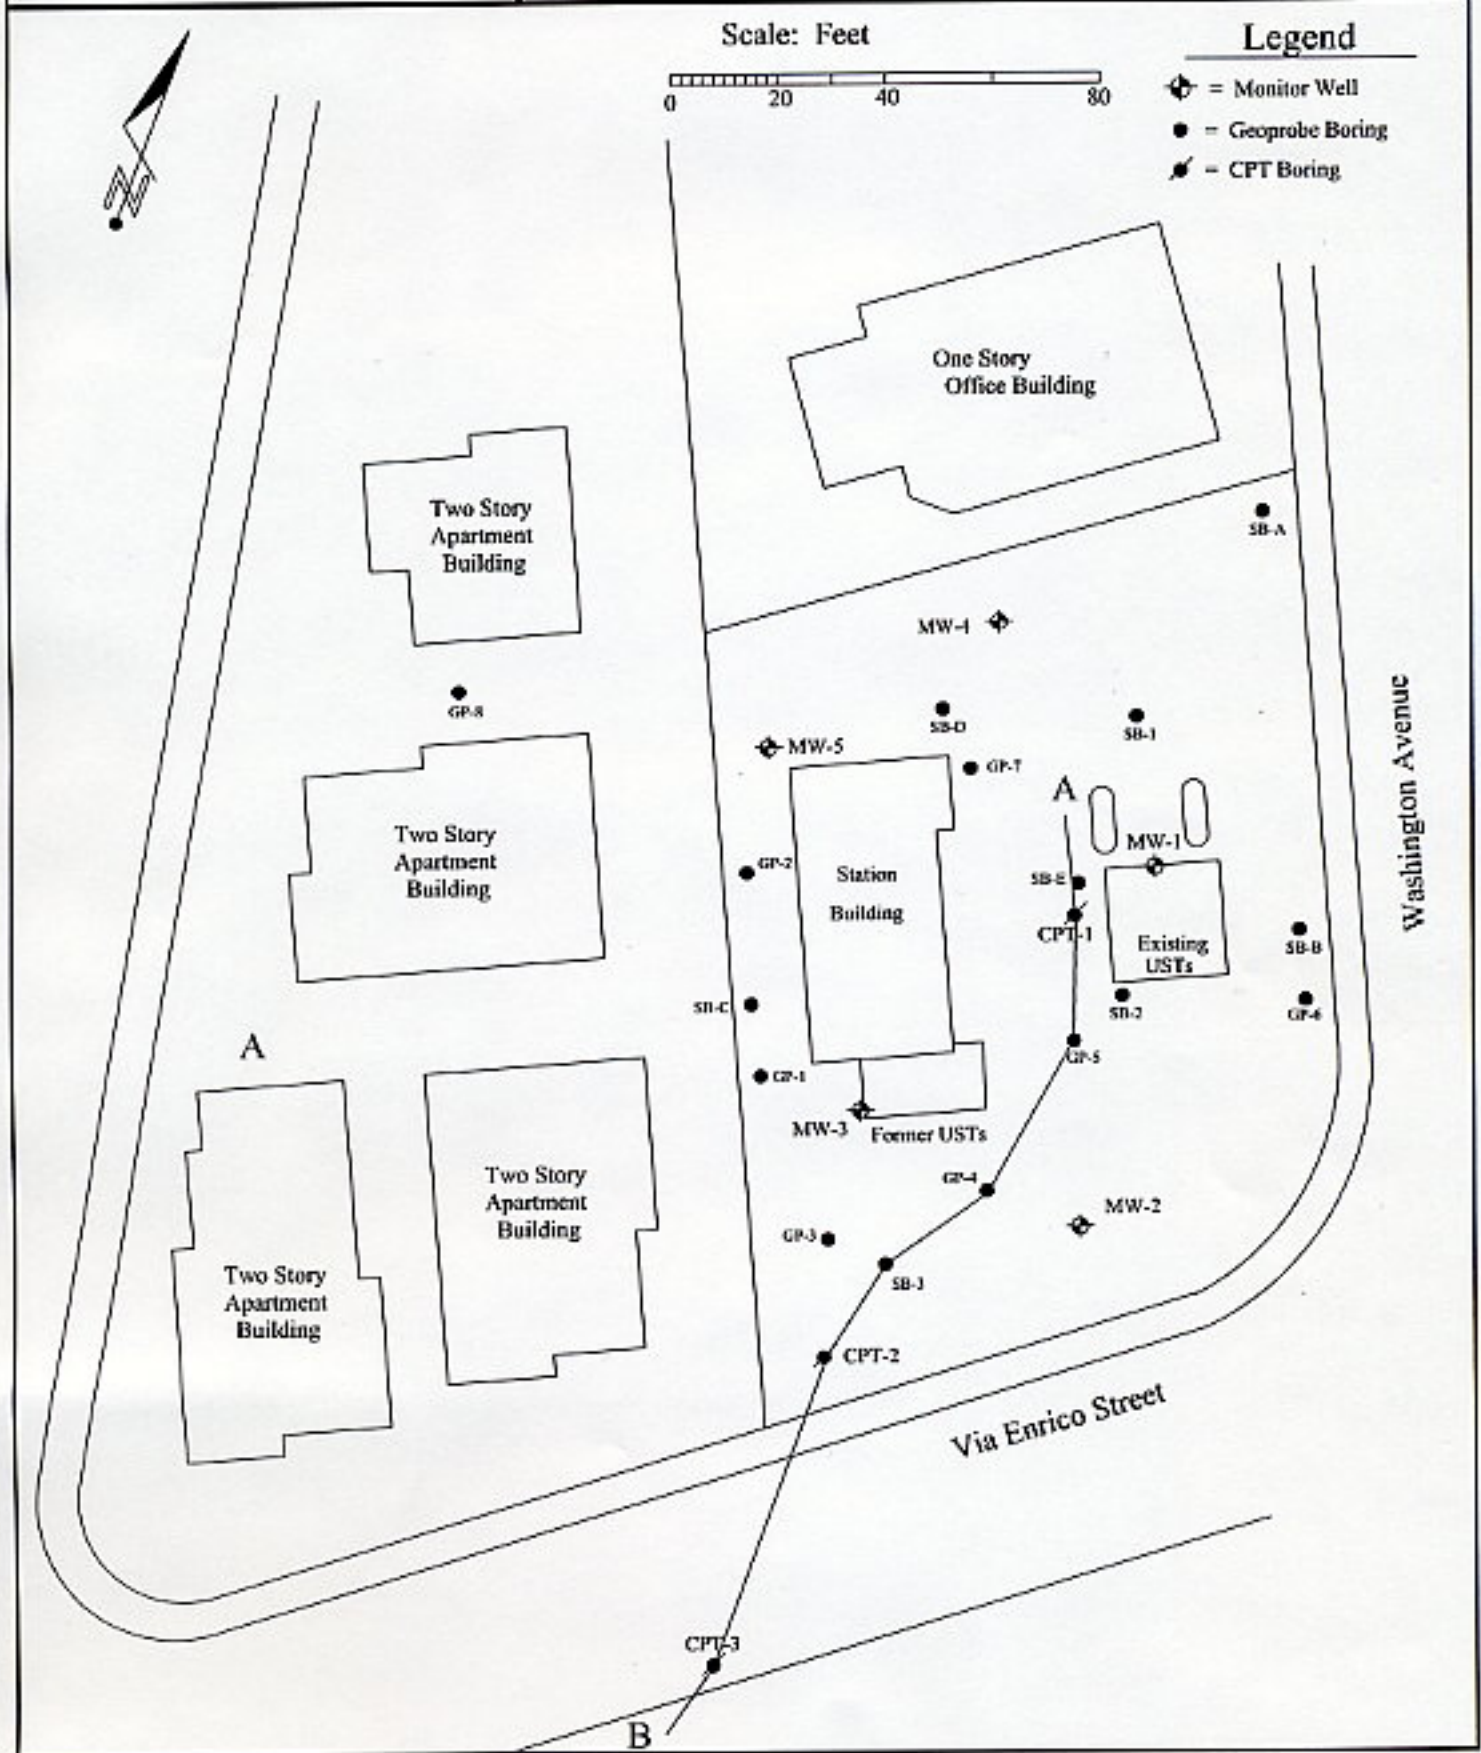 Scale: Feet
0 20 40 80
Legend
= Monitor Well
= Geoprobe Boring
= CPT Boring
N
One Story
Office Building
SB-A
Two Story
Apartment
Building
MW-4
GP-8
SB-D
SB-1
MW-5
GP-7
A
Washington Avenue
Two Story
Apartment
Building
MW-1
GP-2
Station
Building
SB-E
CPT-1
Existing
USTs
SB-B
SB-C
SB-2
GP-6
A
GP-5
GP-1
MW-3
Former USTs
Two Story
Apartment
Building
GP-4
MW-2
GP-3
SB-3
Two Story
Apartment
Building
CPT-2
Via Enrico Street
CPT-3
B